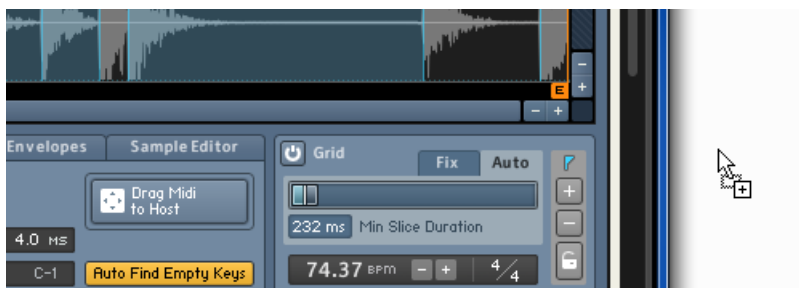 E
Envelopes
Sample Editor
Grid
Fix
Auto
Drag Midi
to Host
232 ms
Min Slice Duration
4.0 ms
74.37 BPM
4/4
C-1
Auto Find Empty Keys